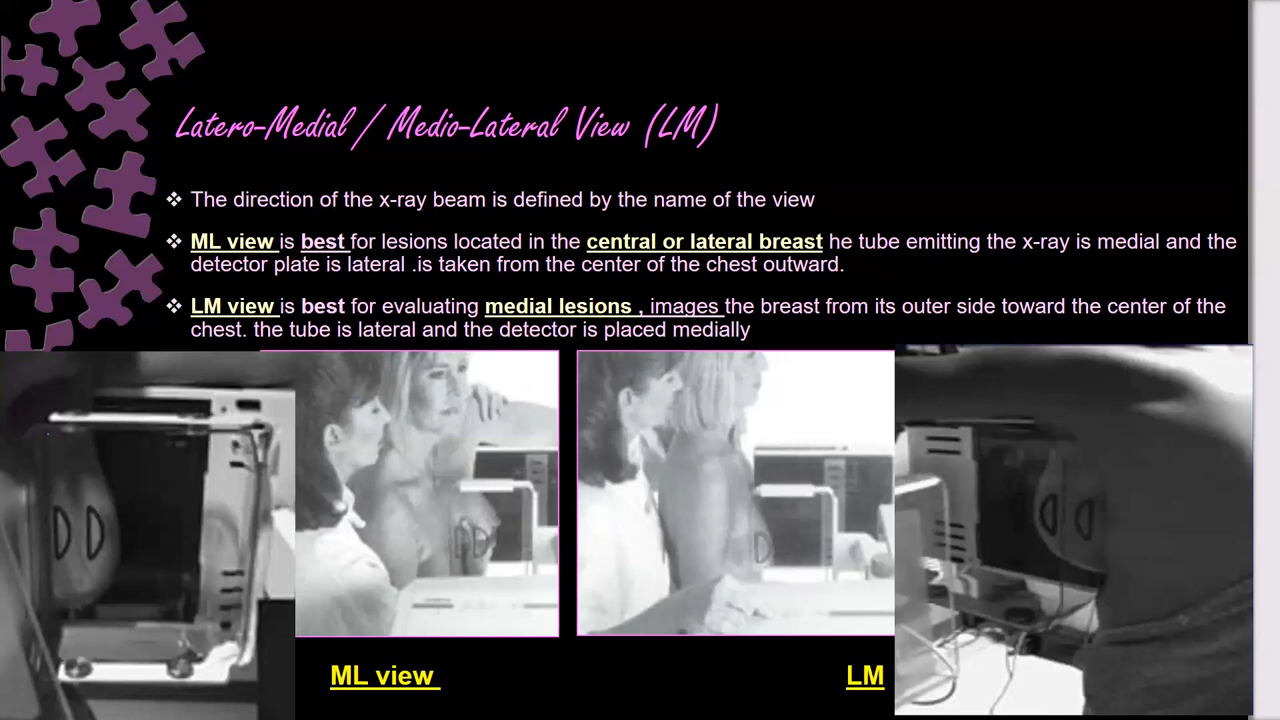 Latero-Medial / Medio-Lateral View (LM)
❖ The direction of the x-ray beam is defined by the name of the view
❖ ML view is best for lesions located in the central or lateral breast he tube emitting the x-ray is medial and the
detector plate is lateral .is taken from the center of the chest outward.
❖ LM view is best for evaluating medial lesions , images the breast from its outer side toward the center of the
chest. the tube is lateral and the detector is placed medially
ML view
LM